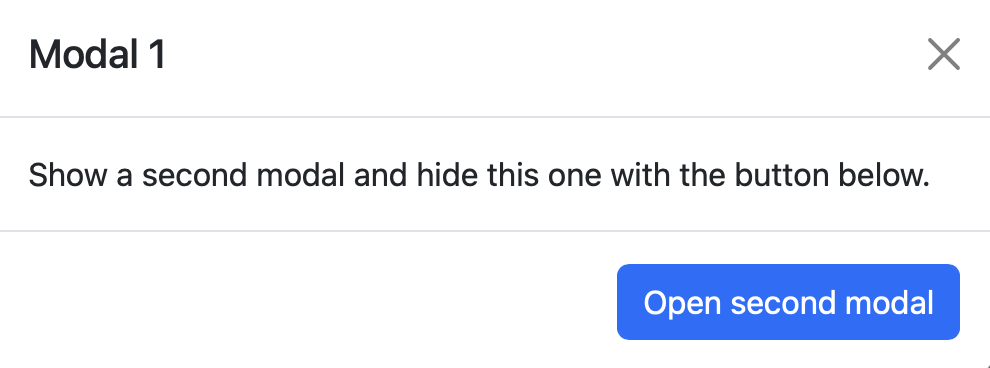 Modal 1
Show a second modal and hide this one with the button below.
Open second modal